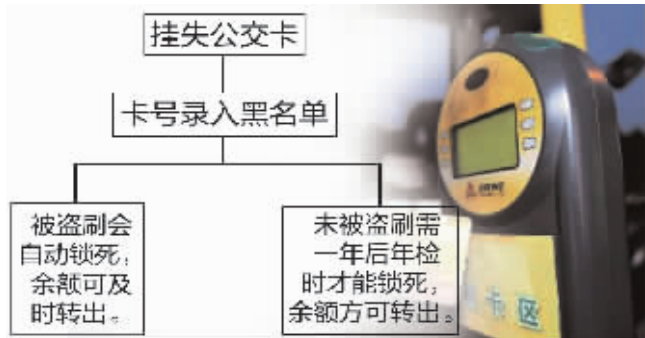 挂失公交卡
卡号录入黑名单
被盗刷会
自动锁死，
余额可及
时转出。
未被盗刷需
一年后年检
时才能锁死，
余额方可转出。
卡区